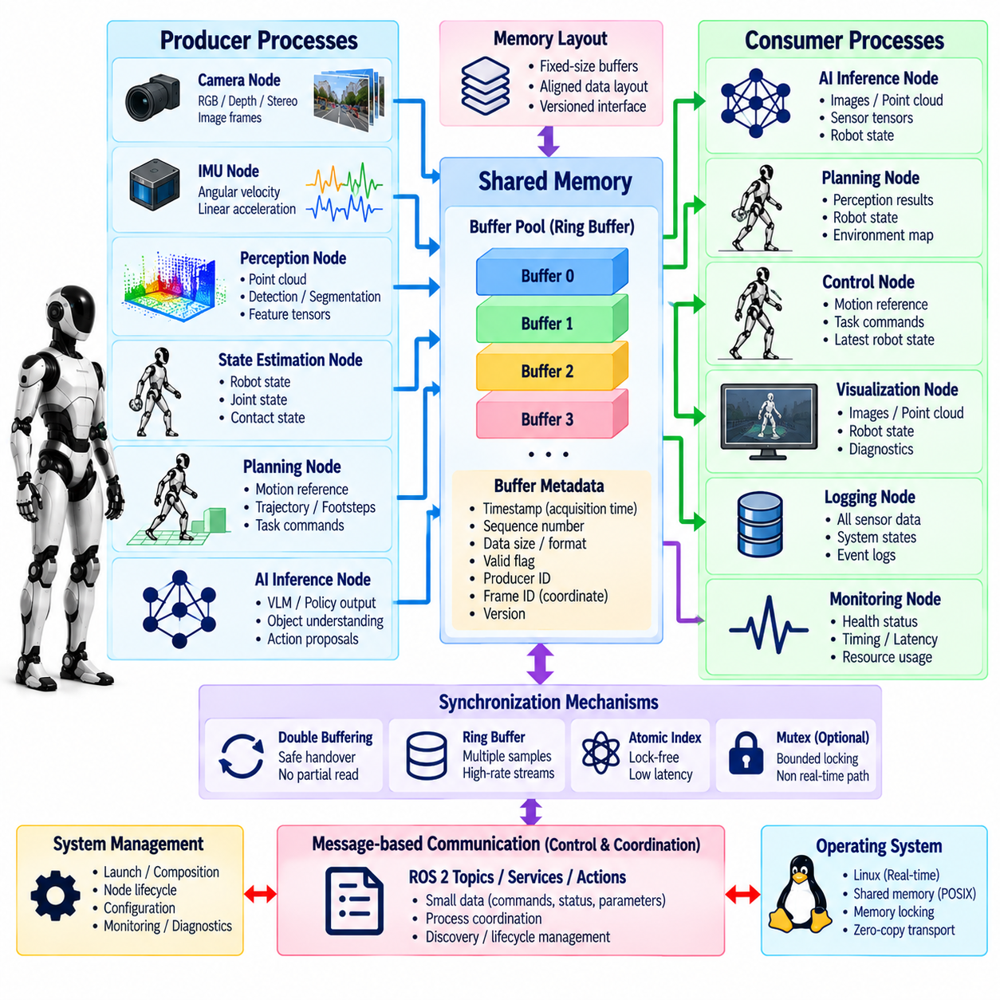 Producer Processes
Camera Node
RGB / Depth / Stereo
Image frames
IMU Node
Angular velocity
Linear acceleration
Perception Node
• Point cloud
• Detection / Segmentation
• Feature tensors
State Estimation Node
• Robot state
• Joint state
• Contact state
Planning Node
• Motion reference
• Trajectory / Footsteps
• Task commands
AI Inference Node
• VLM / Policy output
• Object understanding
• Action proposals
Memory Layout
• Fixed-size buffers
• Aligned data layout
• Versioned interface
Shared Memory
Buffer Pool (Ring Buffer)
Buffer 0
Buffer 1
Buffer 2
Buffer 3
• • •
Buffer Metadata
• Timestamp (acquisition time)
• Sequence number
• Data size / format
• Valid flag
• Producer ID
• Frame ID (coordinate)
• Version
Consumer Processes
AI Inference Node
• Images / Point cloud
• Sensor tensors
• Robot state
Planning Node
• Perception results
• Robot state
• Environment map
Control Node
• Motion reference
• Task commands
• Latest robot state
Visualization Node
• Images / Point cloud
• Robot state
• Diagnostics
Logging Node
• All sensor data
• System states
• Event logs
Monitoring Node
• Health status
• Timing / Latency
• Resource usage
Synchronization Mechanisms
Double Buffering
Safe handover
No partial read
Ring Buffer
Multiple samples
High-rate streams
Atomic Index
Lock-free
Low latency
Mutex (Optional)
Bounded locking
Non real-time path
System Management
• Launch / Composition
• Node lifecycle
• Configuration
• Monitoring / Diagnostics
Message-based Communication (Control & Coordination)
ROS 2 Topics / Services / Actions
• Small data (commands, status, parameters)
• Process coordination
• Discovery / lifecycle management
Operating System
• Linux (Real-time)
• Shared memory (POSIX)
• Memory locking
• Zero-copy transport